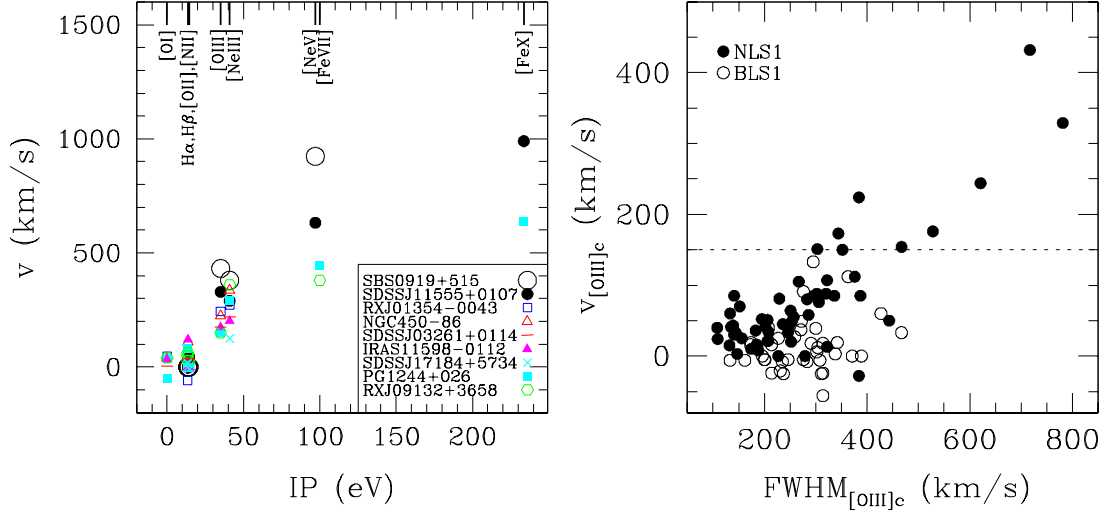 1500
1000
500
0
v (km/s)
[OI]
Hα,Hβ,[OII],[NII]
[OIII]
[NeIII]
[NeV]
[FeVII]
[FeX]
SBS0919+515
SDSSJ11555+0107
RXJ01354-0043
NGC450-86
SDSSJ03261+0114
IRAS11598-0112
SDSSJ17184+5734
PG1244+026
RXJ09132+3658
0 50 100 150 200
IP (eV)
NLS1
BLS1
400
200
0
v[OIII]c (km/s)
200 400 600 800
FWHM[OIII]c (km/s)